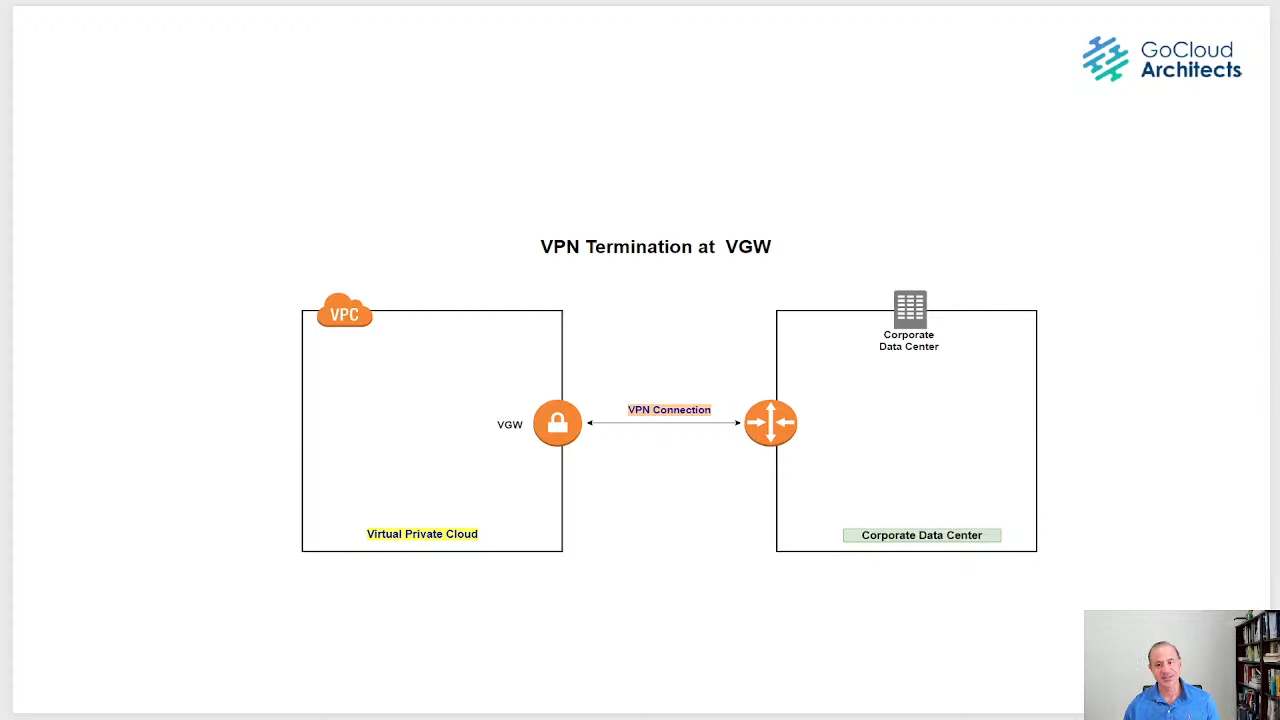 GoCloud
Architects
VPN Termination at VGW
VPC
Corporate
Data Center
VPN Connection
VGW
Virtual Private Cloud
Corporate Data Center